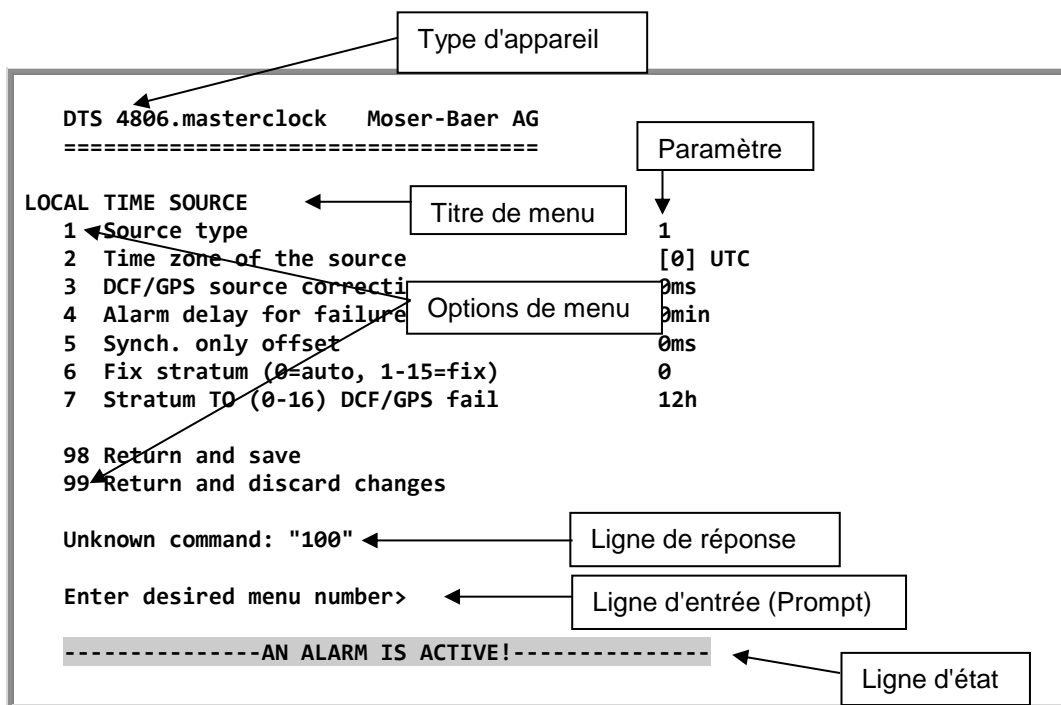 Type d'appareil
DTS 4806.masterclock Moser-Baer AG
====================================
Paramètre
LOCAL TIME SOURCE
Titre de menu
1 Source type 1
2 Time zone of the source [0] UTC
3 DCF/GPS source correcti 0ms
Options de menu
4 Alarm delay for failure 0min
5 Synch. only offset 0ms
6 Fix stratum (0=auto, 1-15=fix) 0
7 Stratum TO (0-16) DCF/GPS fail 12h
98 Return and save
99 Return and discard changes
Unknown command: "100"
Ligne de réponse
Enter desired menu number>
Ligne d'entrée (Prompt)
---------------AN ALARM IS ACTIVE!---------------
Ligne d'état